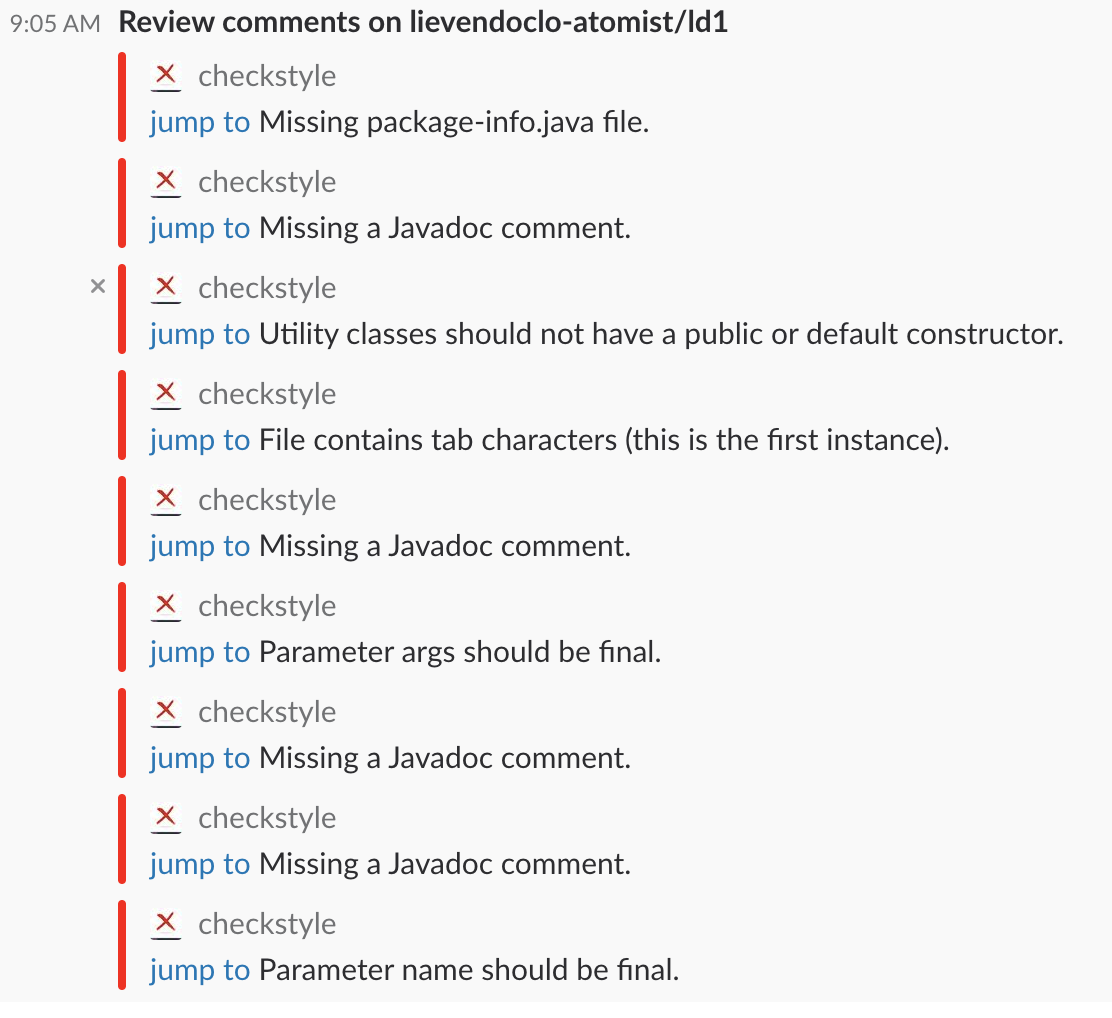 9:05 AM Review comments on lievendoclo-atomist/ld1
checkstyle
jump to Missing package-info.java file.
checkstyle
jump to Missing a Javadoc comment.
checkstyle
jump to Utility classes should not have a public or default constructor.
checkstyle
jump to File contains tab characters (this is the first instance).
checkstyle
jump to Missing a Javadoc comment.
checkstyle
jump to Parameter args should be final.
checkstyle
jump to Missing a Javadoc comment.
checkstyle
jump to Missing a Javadoc comment.
checkstyle
jump to Parameter name should be final.